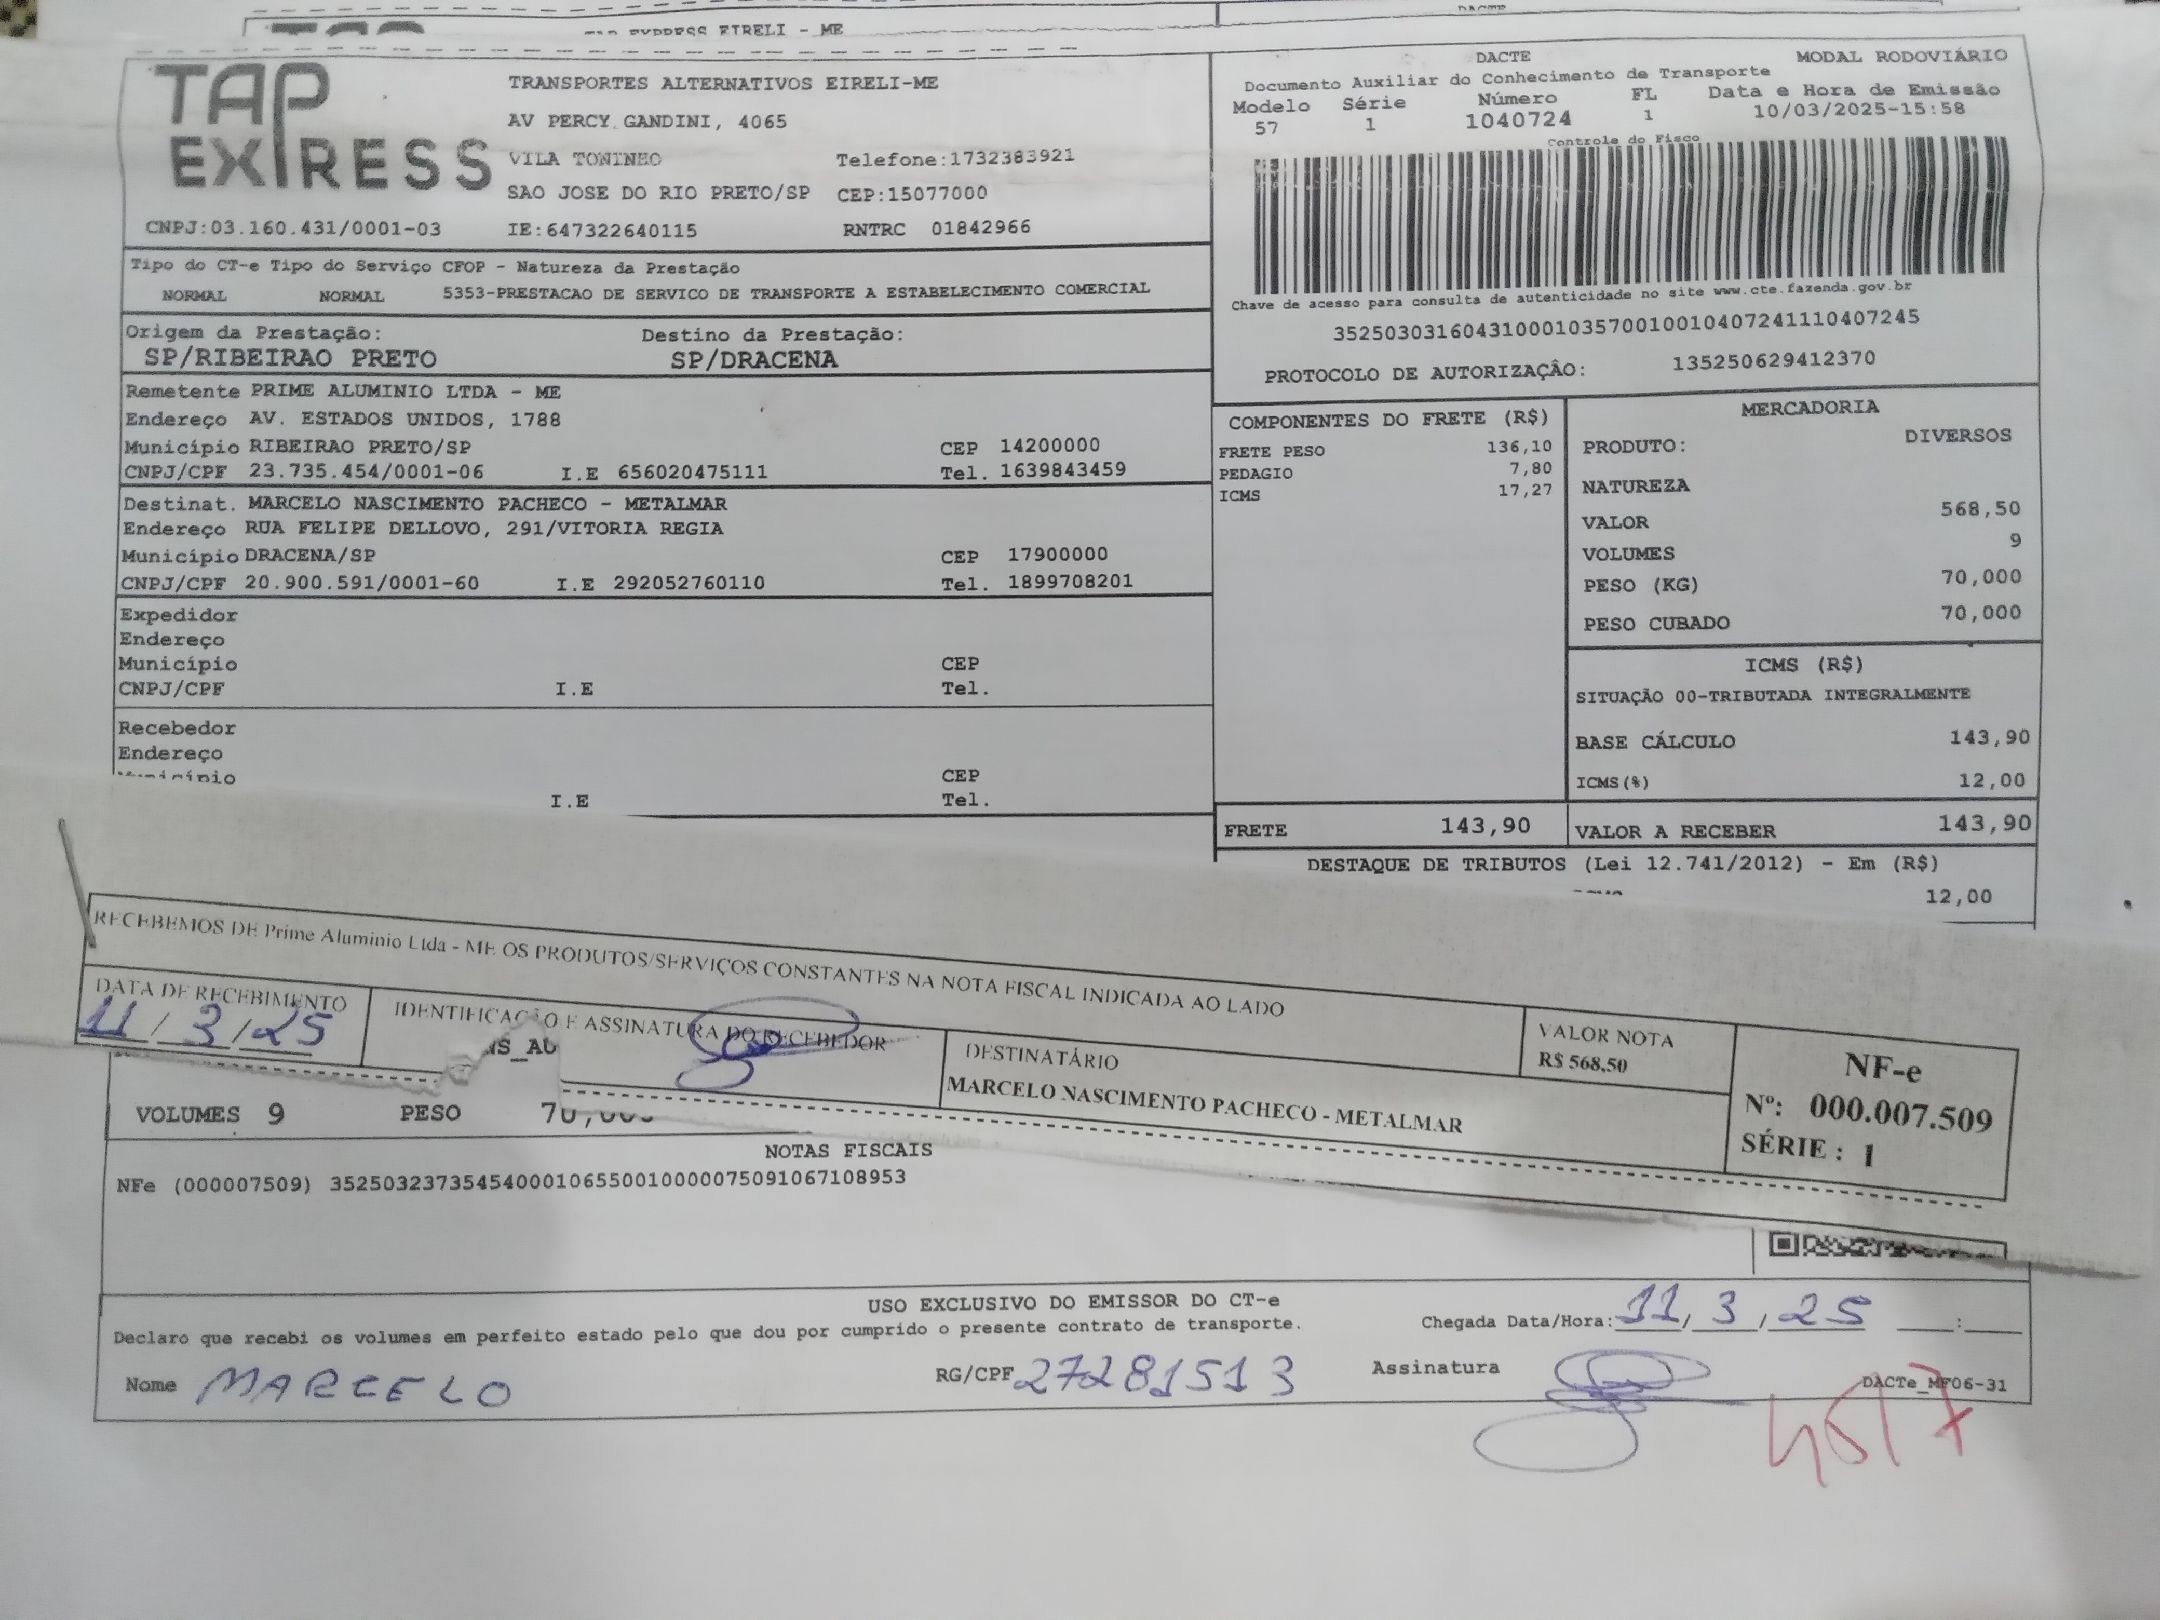 EXPRESS EIRELI - ME
DACTE
TAP
EXPRESS
TRANSPORTES ALTERNATIVOS EIRELI-ME
AV PERCY GANDINI, 4065
VILA TONINHO Telefone:1732383921
SAO JOSE DO RIO PRETO/SP CEP:15077000
CNPJ:03.160.431/0001-03 IE:647322640115 RNTRC 01842966
DACTE MODAL RODOVIÁRIO
Documento Auxiliar do Conhecimento de Transporte
Modelo Série Número FL Data e Hora de Emissão
57 1 1040724 1 10/03/2025-15:58
Controle do Fisco
Chave de acesso para consulta de autenticidade no site www.cte.fazenda.gov.br
35250303160431000103570010010407241110407245
PROTOCOLO DE AUTORIZAÇÂO: 135250629412370
Tipo do CT-e Tipo do Serviço CFOP - Natureza da Prestação
NORMAL NORMAL 5353-PRESTACAO DE SERVICO DE TRANSPORTE A ESTABELECIMENTO COMERCIAL
Origem da Prestação: Destino da Prestação:
SP/RIBEIRAO PRETO SP/DRACENA
Remetente PRIME ALUMINIO LTDA - ME
Endereço AV. ESTADOS UNIDOS, 1788
Município RIBEIRAO PRETO/SP CEP 14200000
CNPJ/CPF 23.735.454/0001-06 I.E 656020475111 Tel. 1639843459
Destinat. MARCELO NASCIMENTO PACHECO - METALMAR
Endereço RUA FELIPE DELLOVO, 291/VITORIA REGIA
Município DRACENA/SP CEP 17900000
CNPJ/CPF 20.900.591/0001-60 I.E 292052760110 Tel. 1899708201
Expedidor
Endereço
Município CEP
CNPJ/CPF I.E Tel.
Recebedor
Endereço
Município CEP
I.E Tel.
COMPONENTES DO FRETE (R$)
FRETE PESO 136,10
PEDAGIO 7,80
ICMS 17,27
MERCADORIA
PRODUTO: DIVERSOS
NATUREZA
VALOR 568,50
VOLUMES 9
PESO (KG) 70,000
PESO CUBADO 70,000
ICMS (R$)
SITUAÇÃO 00-TRIBUTADA INTEGRALMENTE
BASE CÁLCULO 143,90
ICMS(%) 12,00
FRETE 143,90 VALOR A RECEBER 143,90
DESTAQUE DE TRIBUTOS (Lei 12.741/2012) - Em (R$)
12,00
RECEBEMOS DE Prime Aluminio Ltda - ME OS PRODUTOS/SERVIÇOS CONSTANTES NA NOTA FISCAL INDICADA AO LADO
DATA DE RECEBIMENTO
11/3/25
IDENTIFICAÇÃO E ASSINATURA DO RECEBEDOR
DESTINATÁRIO
MARCELO NASCIMENTO PACHECO - METALMAR
VALOR NOTA
R$ 568,50
NF-e
Nº: 000.007.509
SÉRIE : 1
VOLUMES 9 PESO 70,000
NOTAS FISCAIS
NFe (000007509) 35250323735454000106550010000075091067108953
USO EXCLUSIVO DO EMISSOR DO CT-e
Declaro que recebi os volumes em perfeito estado pelo que dou por cumprido o presente contrato de transporte.
Chegada Data/Hora: 11/3/25 :
Nome MARCELO RG/CPF 27281513 Assinatura
DACTe_MF06-31
4517